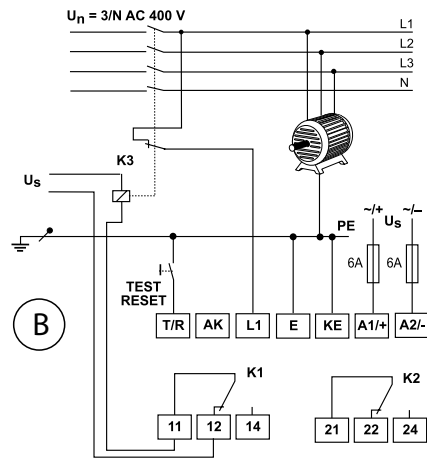 Un = 3/N AC 400 V
L1
L2
L3
N
K3
Us
PE
~/+ Us ~/–
6A 6A
TEST
RESET
T/R AK L1 E KE A1/+ A2/-
B
K1 K2
11 12 14 21 22 24